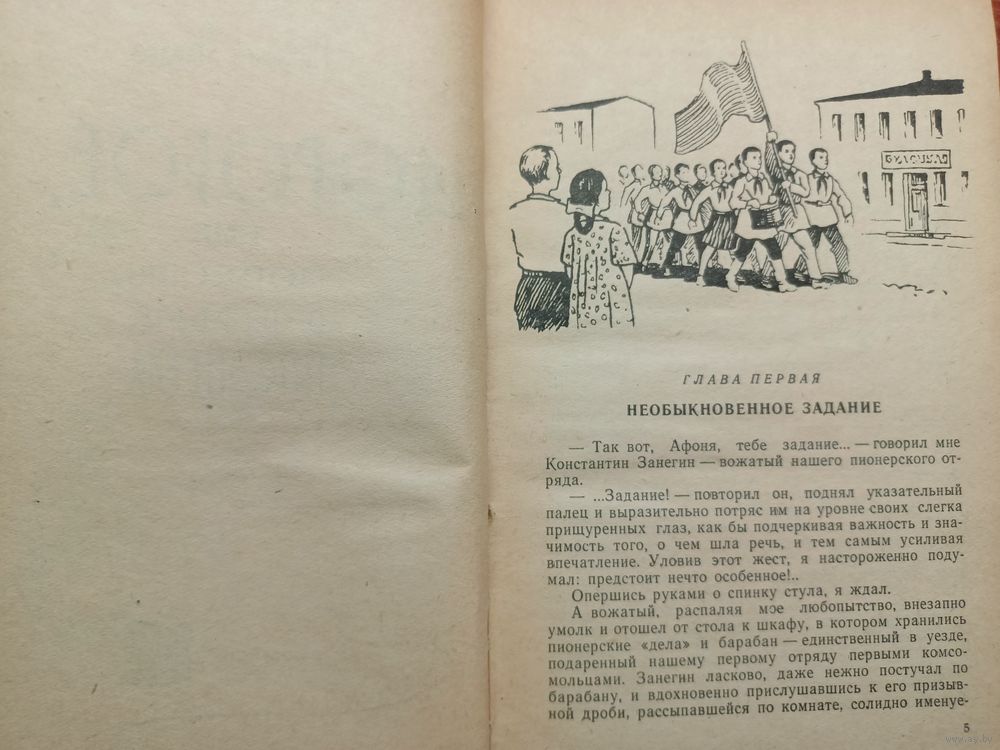 БУЛОЧНАЯ
ГЛАВА ПЕРВАЯ
НЕОБЫКНОВЕННОЕ ЗАДАНИЕ
— Так вот, Афоня, тебе задание... — говорил мне
Константин Занегин — вожатый нашего пионерского от-
ряда.
— ...Задание! — повторил он, поднял указательный
палец и выразительно потряс им на уровне своих слегка
прищуренных глаз, как бы подчеркивая важность и зна-
чимость того, о чем шла речь, и тем самым усиливая
впечатление. Уловив этот жест, я настороженно поду-
мал: предстоит нечто особенное!..
Опершись руками о спинку стула, я ждал.
А вожатый, распаляя мое любопытство, внезапно
умолк и отошел от стола к шкафу, в котором хранились
пионерские «дела» и барабан — единственный в уезде,
подаренный нашему первому отряду первыми комсо-
мольцами. Занегин ласково, даже нежно постучал по
барабану, и вдохновенно прислушавшись к его призыв-
ной дроби, рассыпавшейся по комнате, солидно именуе-
5
www.ay.by